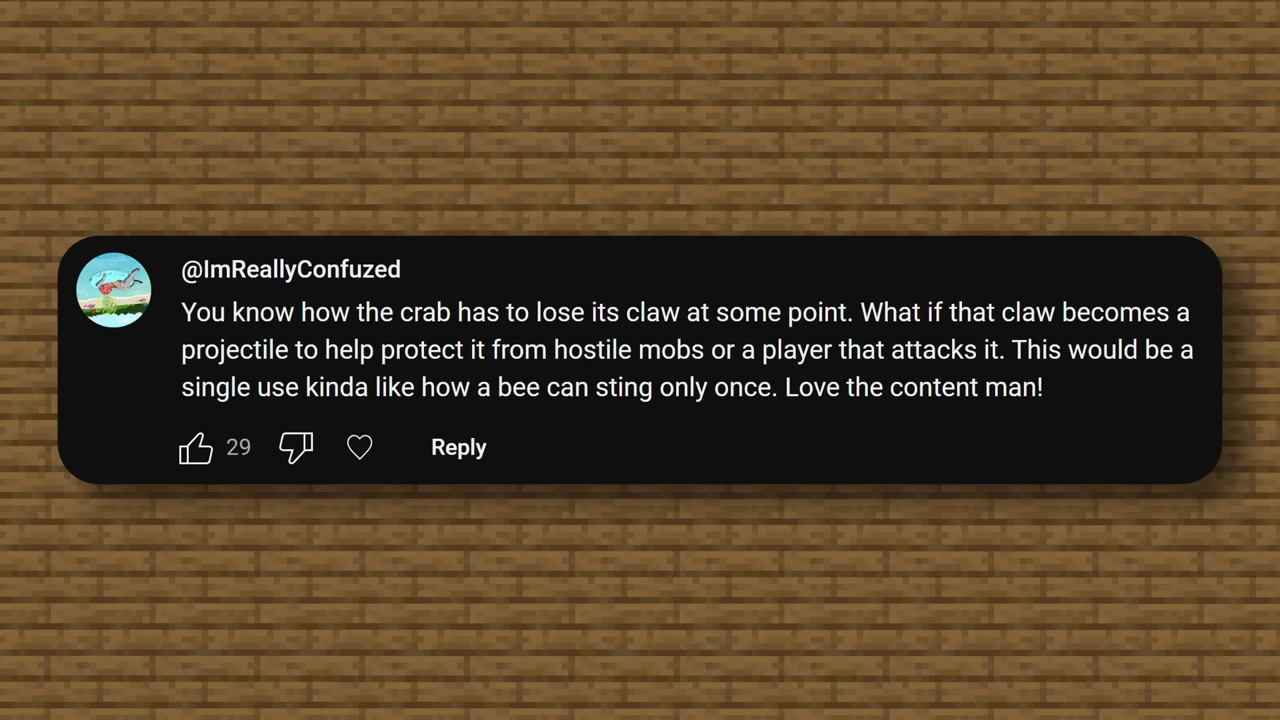 @ImReallyConfuzed
You know how the crab has to lose its claw at some point. What if that claw becomes a
projectile to help protect it from hostile mobs or a player that attacks it. This would be a
single use kinda like how a bee can sting only once. Love the content man!
29
Reply